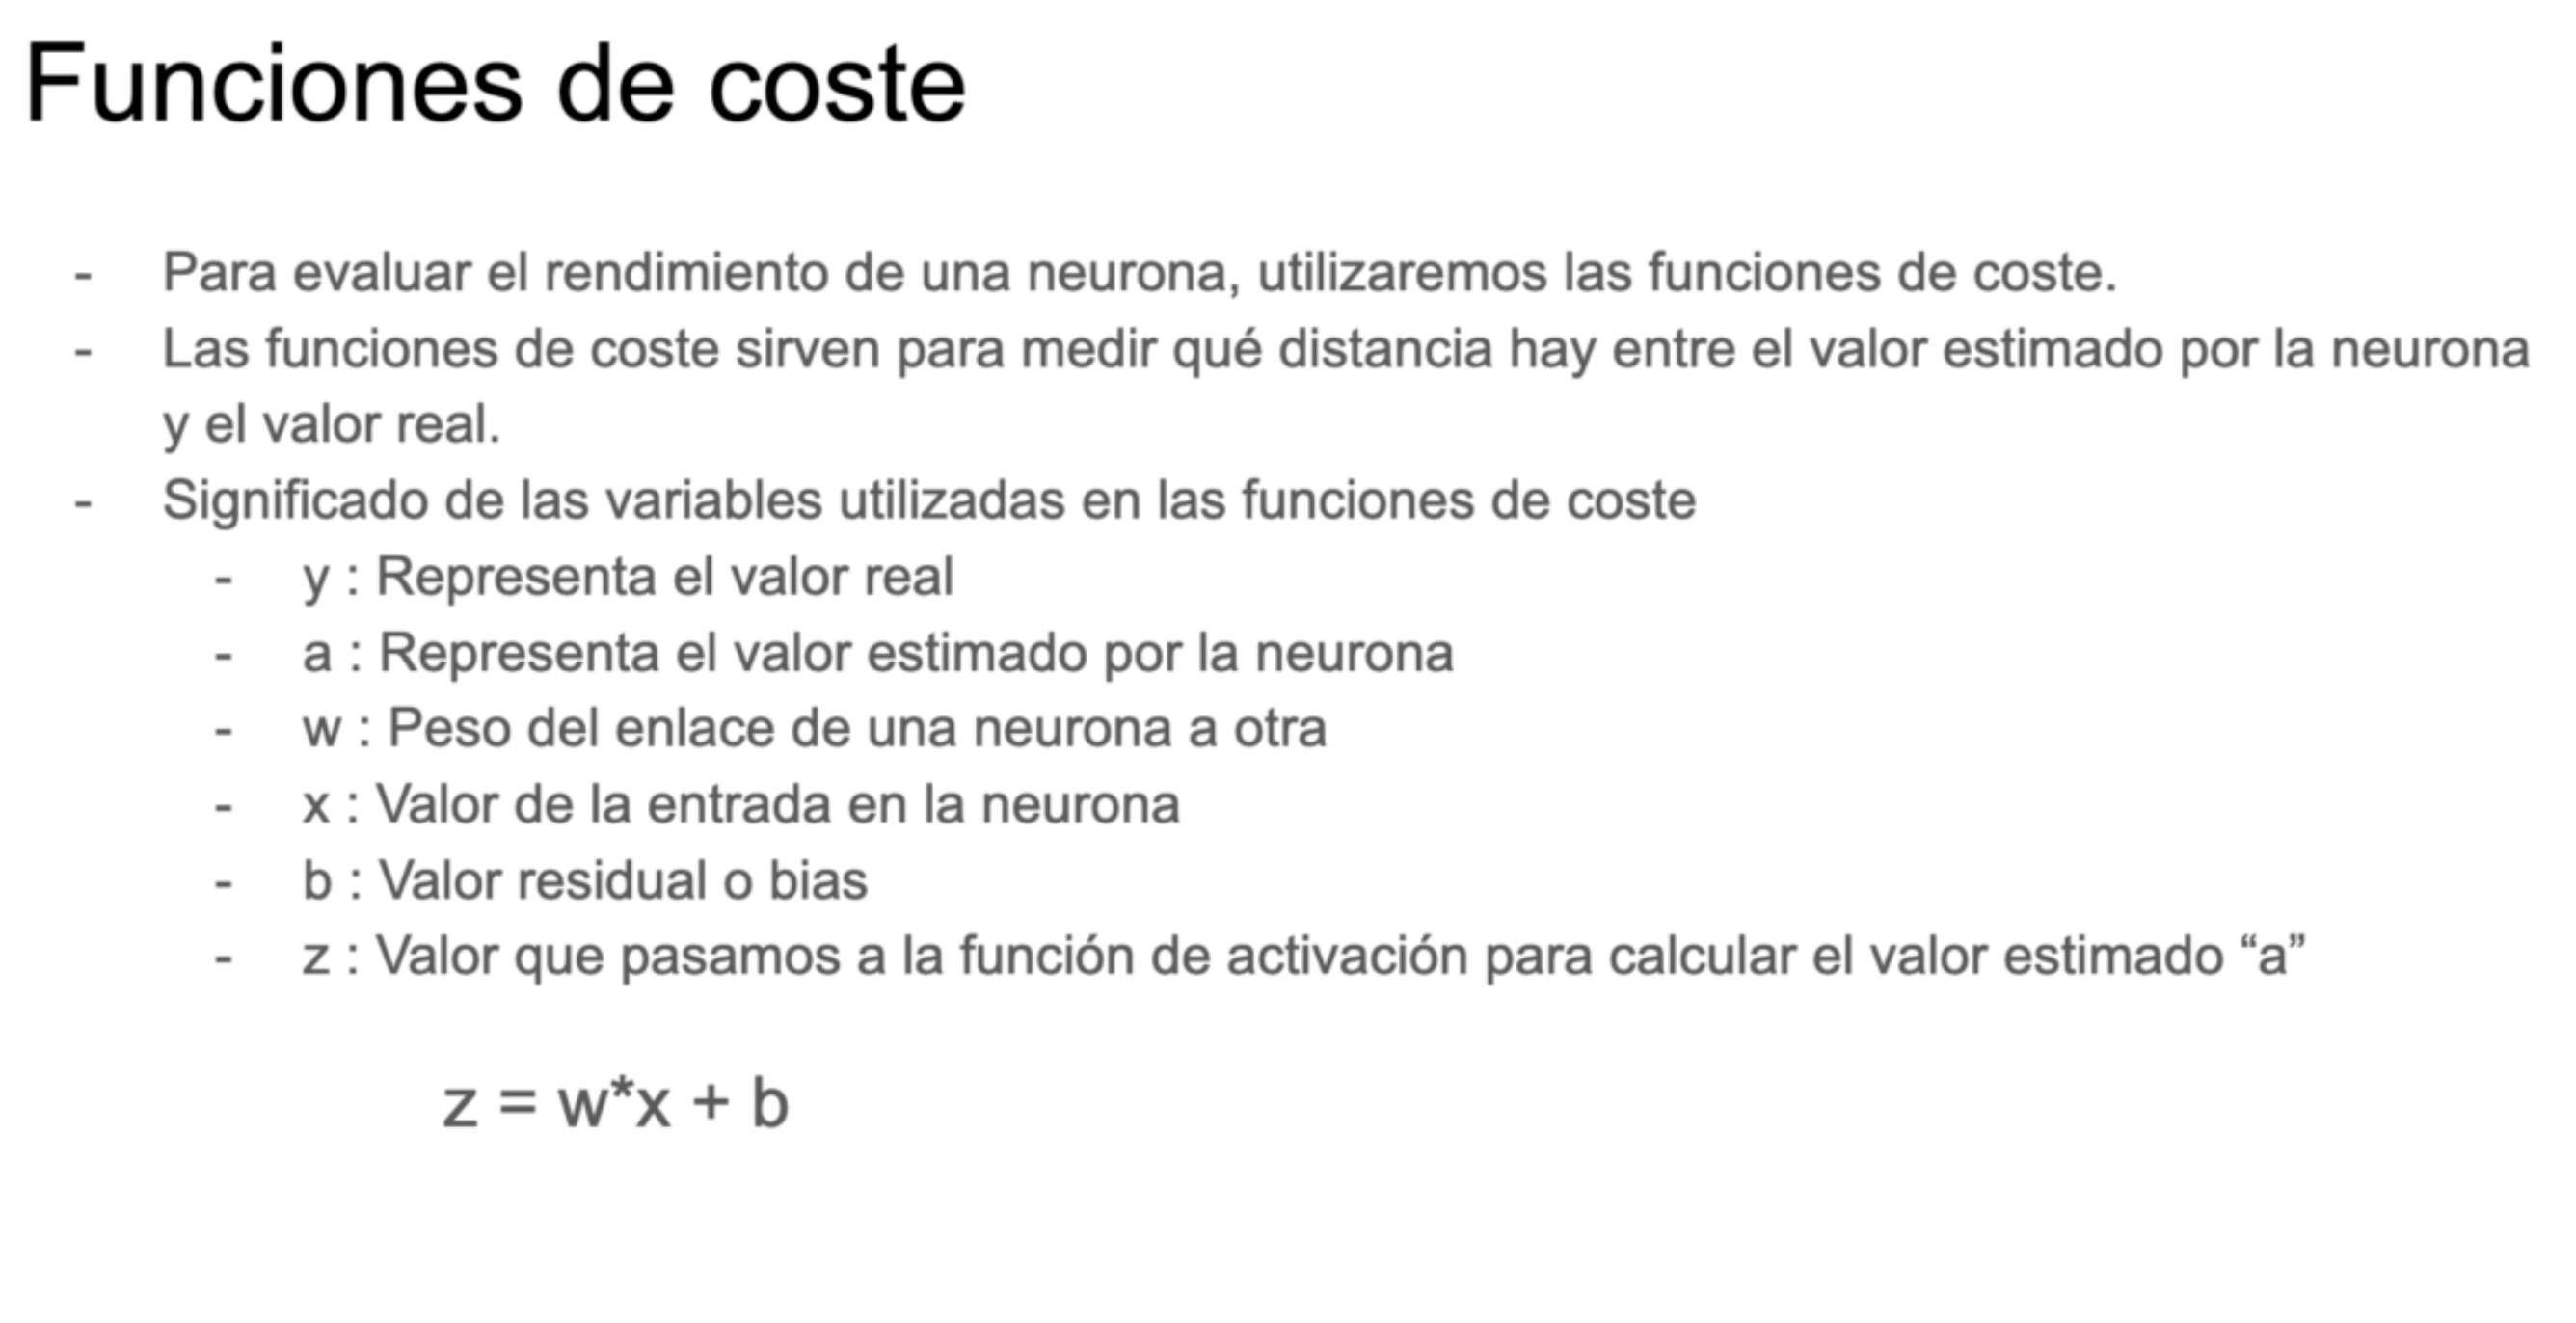 Funciones de coste
- Para evaluar el rendimiento de una neurona, utilizaremos las funciones de coste.
- Las funciones de coste sirven para medir qué distancia hay entre el valor estimado por la neurona
y el valor real.
- Significado de las variables utilizadas en las funciones de coste
- y : Representa el valor real
- a : Representa el valor estimado por la neurona
- w : Peso del enlace de una neurona a otra
- x : Valor de la entrada en la neurona
- b : Valor residual o bias
- z : Valor que pasamos a la función de activación para calcular el valor estimado “a”
z = w*x + b